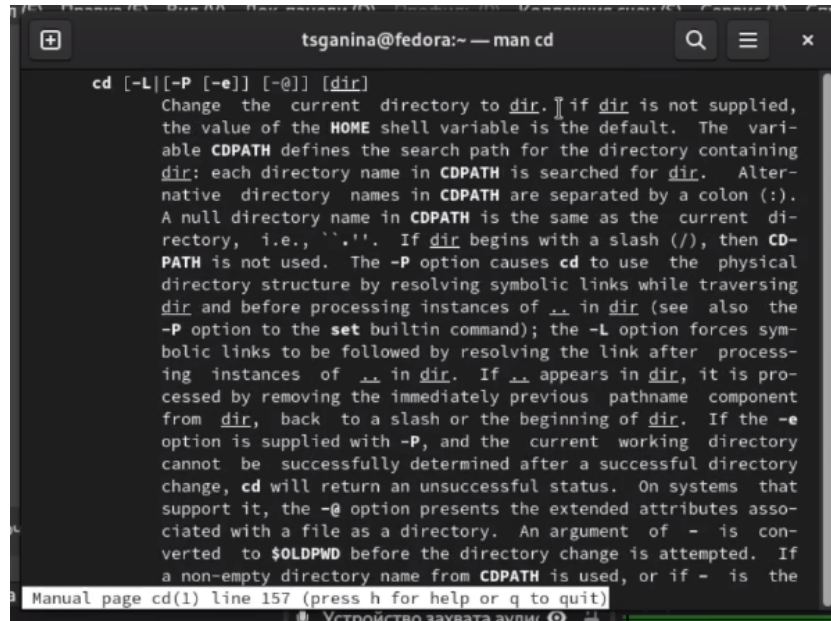 tsganina@fedora:~ — man cd
cd [-L|[-P [-e]] [-@]] [dir]
Change the current directory to dir. if dir is not supplied,
the value of the HOME shell variable is the default. The vari-
able CDPATH defines the search path for the directory containing
dir: each directory name in CDPATH is searched for dir. Alter-
native directory names in CDPATH are separated by a colon (:).
A null directory name in CDPATH is the same as the current di-
rectory, i.e., ``.''. If dir begins with a slash (/), then CD-
PATH is not used. The -P option causes cd to use the physical
directory structure by resolving symbolic links while traversing
dir and before processing instances of .. in dir (see also the
-P option to the set builtin command); the -L option forces sym-
bolic links to be followed by resolving the link after process-
ing instances of .. in dir. If .. appears in dir, it is pro-
cessed by removing the immediately previous pathname component
from dir, back to a slash or the beginning of dir. If the -e
option is supplied with -P, and the current working directory
cannot be successfully determined after a successful directory
change, cd will return an unsuccessful status. On systems that
support it, the -@ option presents the extended attributes asso-
ciated with a file as a directory. An argument of - is con-
verted to $OLDPWD before the directory change is attempted. If
a non-empty directory name from CDPATH is used, or if - is the
Manual page cd(1) line 157 (press h for help or q to quit)
Устройство захвата аудио